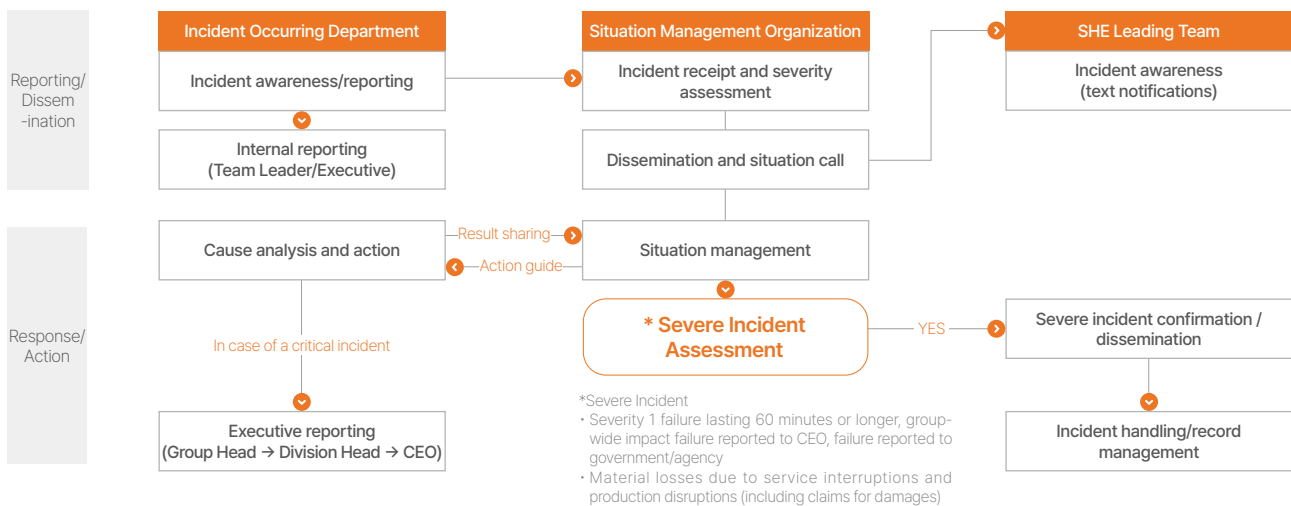 Incident Occurring Department
Situation Management Organization
SHE Leading Team
Reporting/
Dissem
-ination
Incident awareness/reporting
Incident receipt and severity
assessment
Incident awareness
(text notifications)
Internal reporting
(Team Leader/Executive)
Dissemination and situation call
Response/
Action
Cause analysis and action
Result sharing
Action guide
Situation management
In case of a critical incident
* Severe Incident
Assessment
YES
Severe incident confirmation /
dissemination
Executive reporting
(Group Head → Division Head → CEO)
*Severe Incident
• Severity 1 failure lasting 60 minutes or longer, group-
wide impact failure reported to CEO, failure reported to
government/agency
• Material losses due to service interruptions and
production disruptions (including claims for damages)
Incident handling/record
management